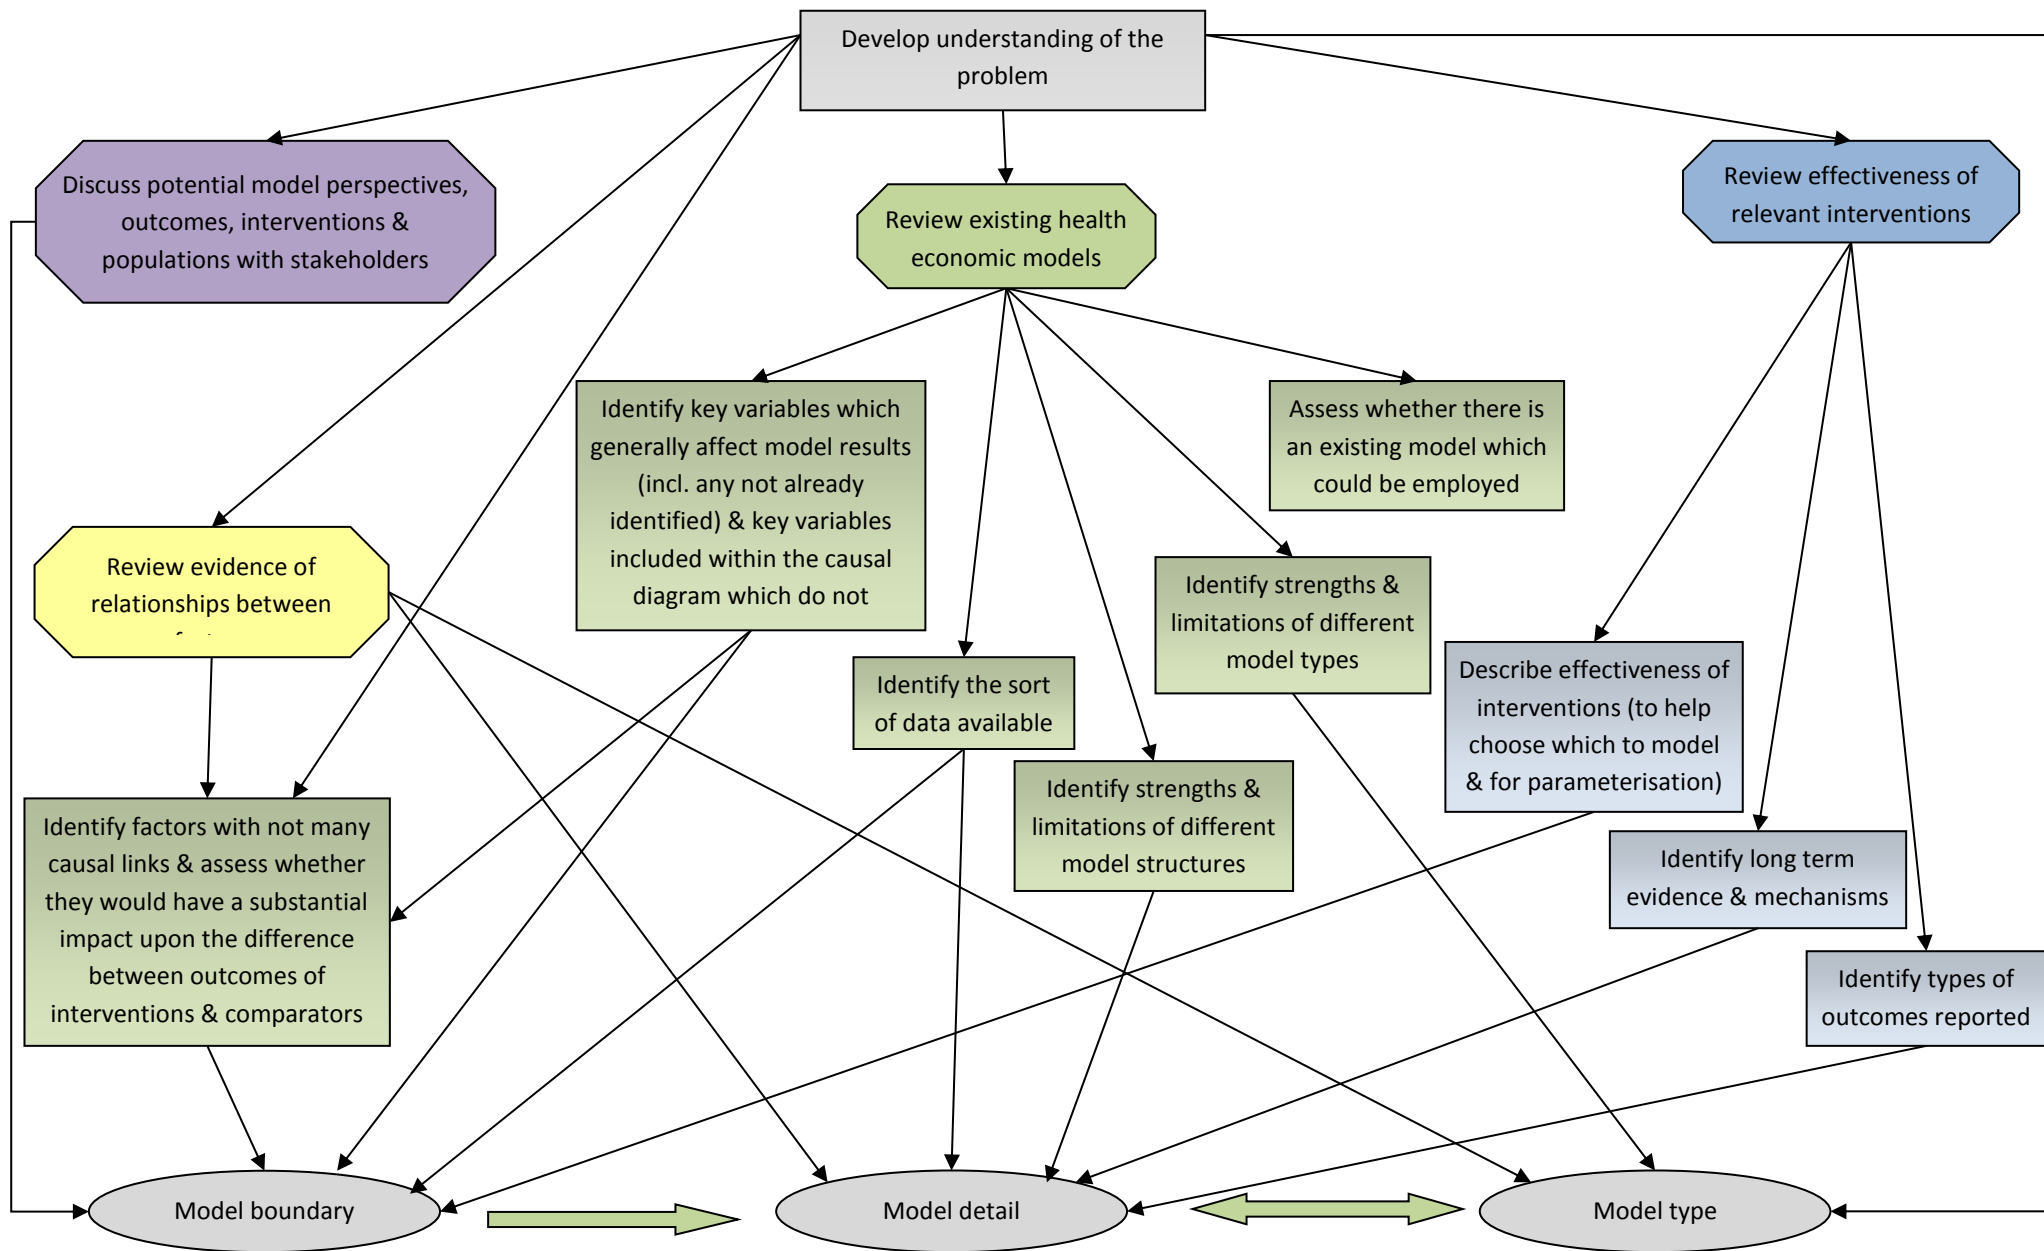 Develop understanding of the
problem
Discuss potential model perspectives,
outcomes, interventions &
populations with stakeholders
Review existing health
economic models
Review effectiveness of
relevant interventions
Identify key variables which
generally affect model results
(incl. any not already
identified) & key variables
included within the causal
diagram which do not
Assess whether there is
an existing model which
could be employed
Review evidence of
relationships between
Identify strengths &
limitations of different
model types
Identify the sort
of data available
Describe effectiveness of
interventions (to help
choose which to model
& for parameterisation)
Identify strengths &
limitations of different
model structures
Identify factors with not many
causal links & assess whether
they would have a substantial
impact upon the difference
between outcomes of
interventions & comparators
Identify long term
evidence & mechanisms
Identify types of
outcomes reported
Model boundary
Model detail
Model type